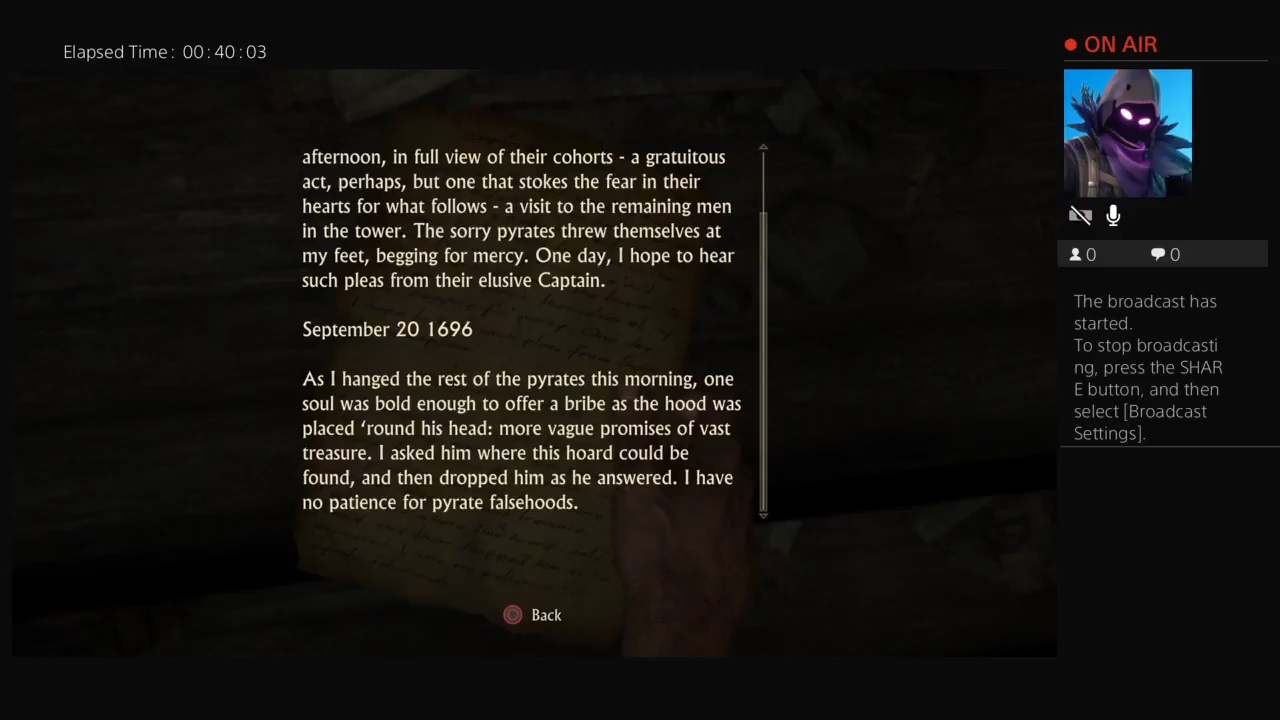 Elapsed Time: 00:40:03
ON AIR
afternoon, in full view of their cohorts - a gratuitous
act, perhaps, but one that stokes the fear in their
hearts for what follows - a visit to the remaining men
in the tower. The sorry pyrates threw themselves at
my feet, begging for mercy. One day, I hope to hear
such pleas from their elusive Captain.
September 20 1696
As I hanged the rest of the pyrates this morning, one
soul was bold enough to offer a bribe as the hood was
placed ‘round his head: more vague promises of vast
treasure. I asked him where this hoard could be
found, and then dropped him as he answered. I have
no patience for pyrate falsehoods.
Back
0
0
The broadcast has
started.
To stop broadcasti
ng, press the SHAR
E button, and then
select [Broadcast
Settings].